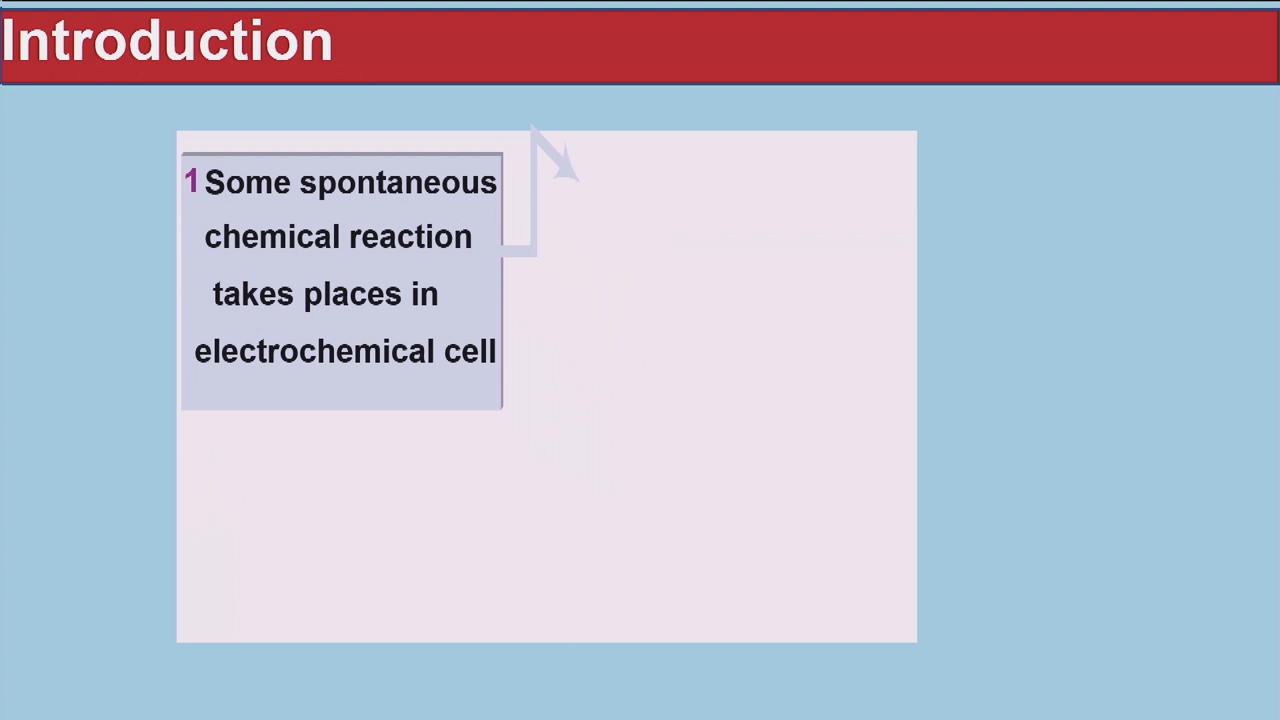 Introduction
1 Some spontaneous
chemical reaction
takes places in
electrochemical cell